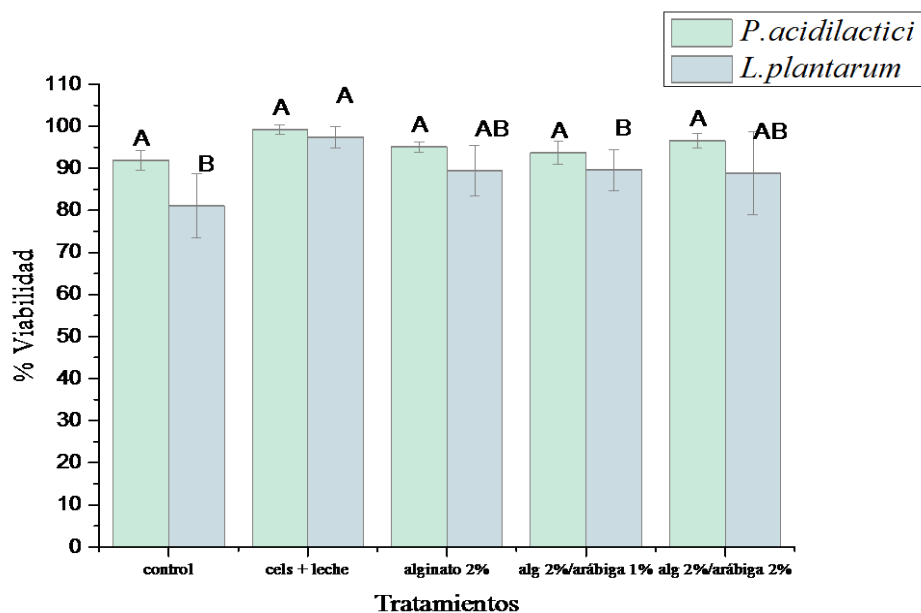 P.acidilactici
L.plantarum
110
100
90
80
70
60
50
40
30
20
10
0
% Viabilidad
A
B
A
A
A
AB
A
B
A
AB
control
cels + leche
alginato 2%
alg 2%/arábiga 1%
alg 2%/arábiga 2%
Tratamientos